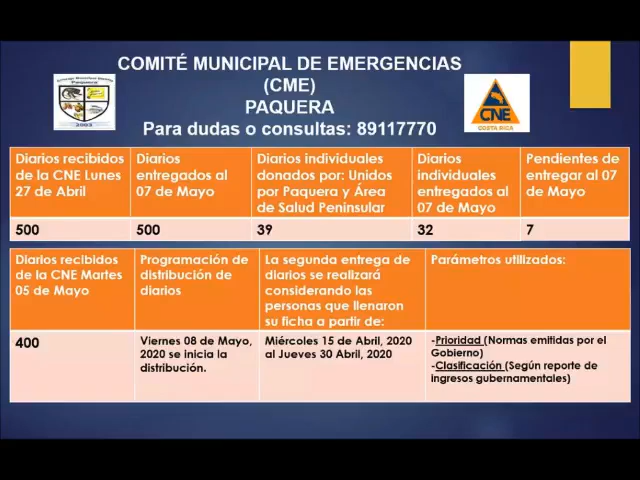 COMITÉ MUNICIPAL DE EMERGENCIAS
(CME)
PAQUERA
Para dudas o consultas: 89117770
Paquera
2003
CNE
COSTA RICA
Diarios recibidos
de la CNE Lunes
27 de Abril
Diarios
entregados al
07 de Mayo
Diarios individuales
donados por: Unidos
por Paquera y Área
de Salud Peninsular
Diarios
individuales
entregados al
07 de Mayo
Pendientes de
entregar al 07
de Mayo
500
500
39
32
7
Diarios recibidos
de la CNE Martes
05 de Mayo
Programación de
distribución de
diarios
La segunda entrega de
diarios se realizará
considerando las
personas que llenaron
su ficha a partir de:
Parámetros utilizados:
400
Viernes 08 de Mayo,
2020 se inicia la
distribución.
Miércoles 15 de Abril, 2020
al Jueves 30 Abril, 2020
-Prioridad (Normas emitidas por el
Gobierno)
-Clasificación (Según reporte de
ingresos gubernamentales)